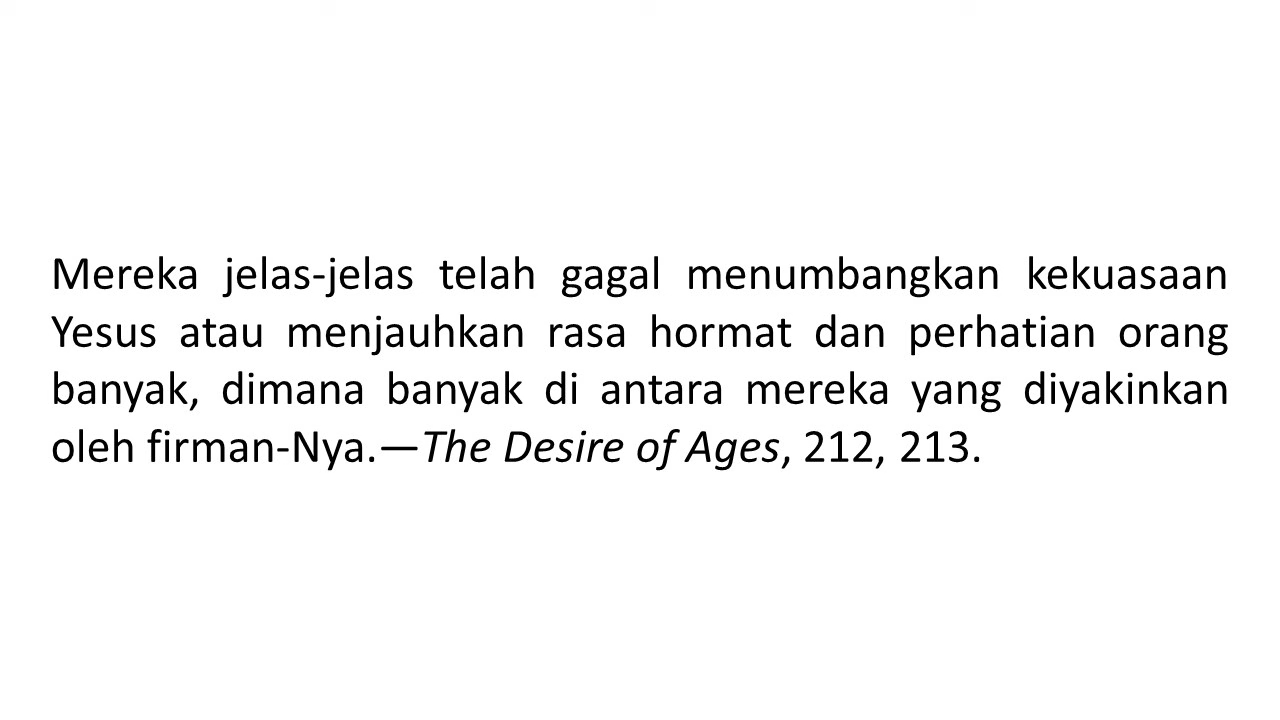 Mereka jelas-jelas telah gagal menumbangkan kekuasaan
Yesus atau menjauhkan rasa hormat dan perhatian orang
banyak, dimana banyak di antara mereka yang diyakinkan
oleh firman-Nya.—The Desire of Ages, 212, 213.